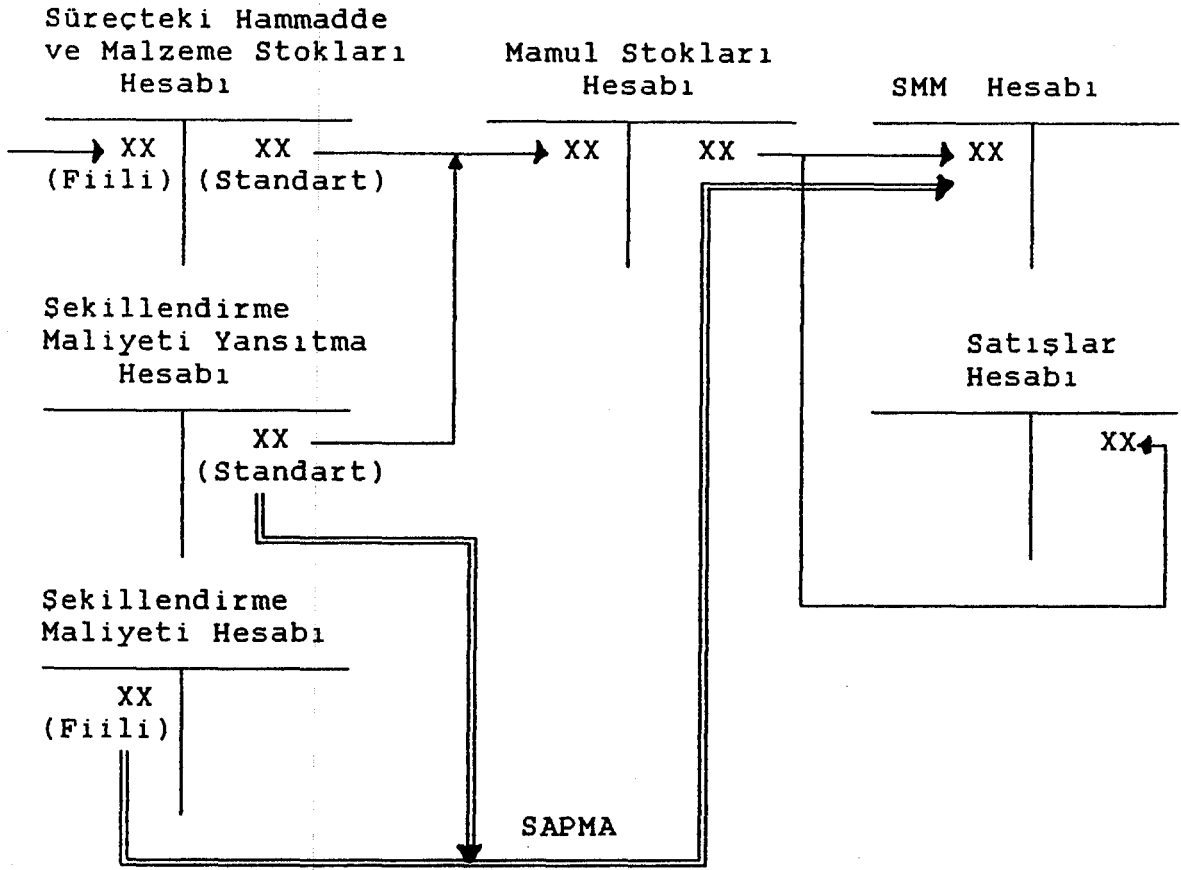 Süreçteki Hammadde
ve Malzeme Stokları
Hesabı
Mamul Stokları
Hesabı
SMM Hesabı
XX
(Fiili)
XX
(Standart)
XX
XX
XX
Şekillendirme
Maliyeti Yansıtma
Hesabı
XX
(Standart)
Satışlar
Hesabı
XX
Şekillendirme
Maliyeti Hesabı
XX
(Fiili)
SAPMA